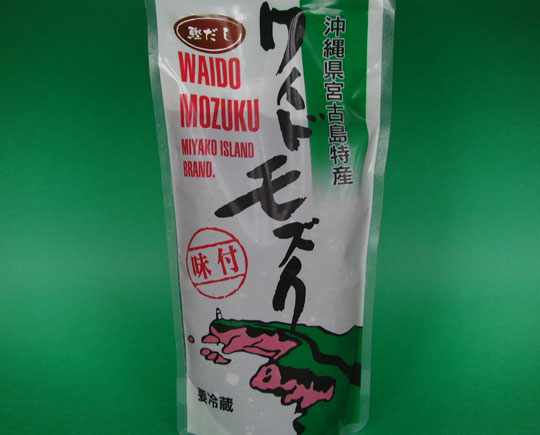 鰹だし
WAIDO
MOZUKU
MIYAKO ISLAND
BRAND.
ワイドモズク
沖縄県宮古島特産
味付
要冷蔵